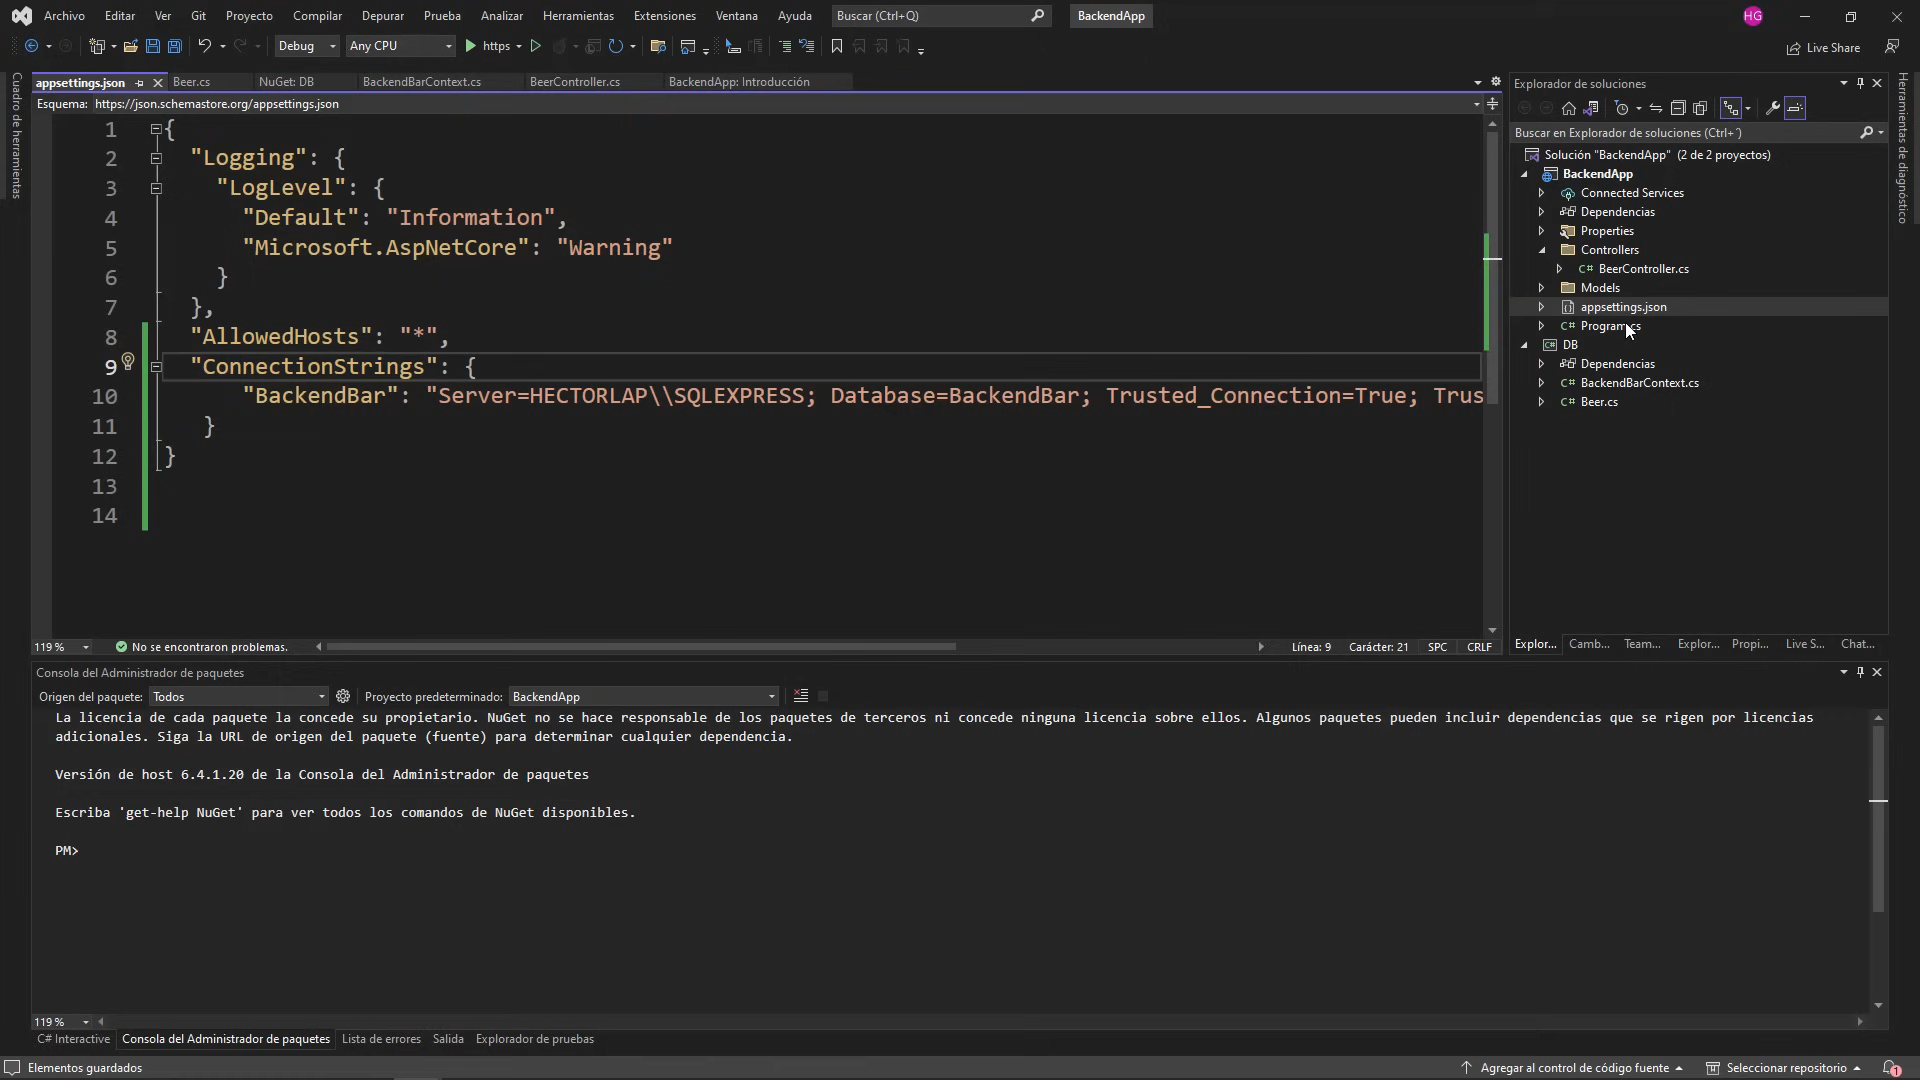 Archivo Editar Ver Git Proyecto Compilar Depurar Prueba Analizar Herramientas Extensiones Ventana Ayuda Buscar (Ctrl+Q) BackendApp HG
Debug Any CPU https Live Share
Cuadro de herramientas
appsettings.json Beer.cs NuGet: DB BackendBarContext.cs BeerController.cs BackendApp: Introducción
Esquema: https://json.schemastore.org/appsettings.json
1 {
2 "Logging": {
3 "LogLevel": {
4 "Default": "Information",
5 "Microsoft.AspNetCore": "Warning"
6 }
7 },
8 "AllowedHosts": "*",
9 "ConnectionStrings": {
10 "BackendBar": "Server=HECTORLAP\\SQLEXPRESS; Database=BackendBar; Trusted_Connection=True; Trus
11 }
12 }
13
14
119 % No se encontraron problemas. Línea: 9 Carácter: 21 SPC CRLF
Explorador de soluciones
Buscar en Explorador de soluciones (Ctrl+´)
Solución "BackendApp" (2 de 2 proyectos)
BackendApp
Connected Services
Dependencias
Properties
Controllers
C# BeerController.cs
Models
appsettings.json
C# Program.cs
C# DB
Dependencias
C# BackendBarContext.cs
C# Beer.cs
Explor... Camb... Team... Explor... Propi... Live S... Chat...
Herramientas de diagnóstico
Consola del Administrador de paquetes
Origen del paquete: Todos Proyecto predeterminado: BackendApp
La licencia de cada paquete la concede su propietario. NuGet no se hace responsable de los paquetes de terceros ni concede ninguna licencia sobre ellos. Algunos paquetes pueden incluir dependencias que se rigen por licencias
adicionales. Siga la URL de origen del paquete (fuente) para determinar cualquier dependencia.
Versión de host 6.4.1.20 de la Consola del Administrador de paquetes
Escriba 'get-help NuGet' para ver todos los comandos de NuGet disponibles.
PM>
119 %
C# Interactive Consola del Administrador de paquetes Lista de errores Salida Explorador de pruebas
Elementos guardados Agregar al control de código fuente Seleccionar repositorio 1